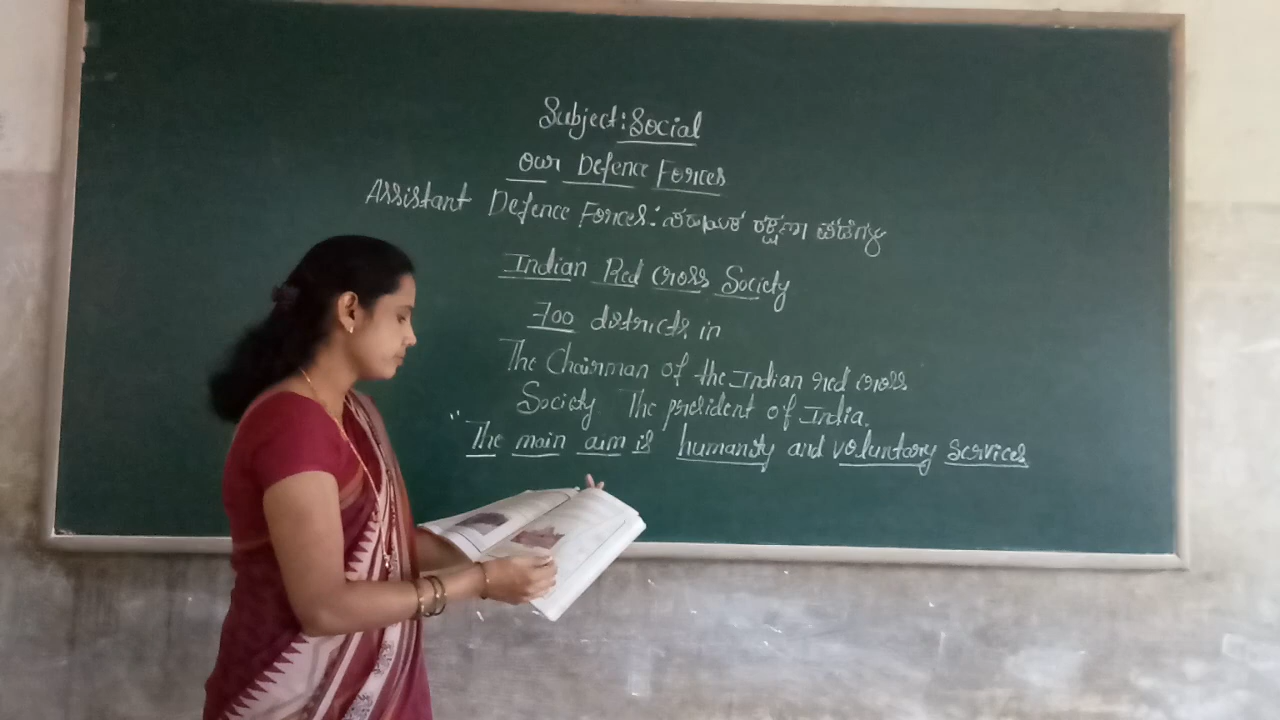 Subject: Social
Our Defence Forces
Assistant Defence Forces: ಸಹಾಯಕ ರಕ್ಷಣಾ ಪಡೆಗಳು
Indian Red Cross Society
700 districts in
The Chairman of the Indian red cross
Society The president of India.
"The main aim is humanity and voluntary services